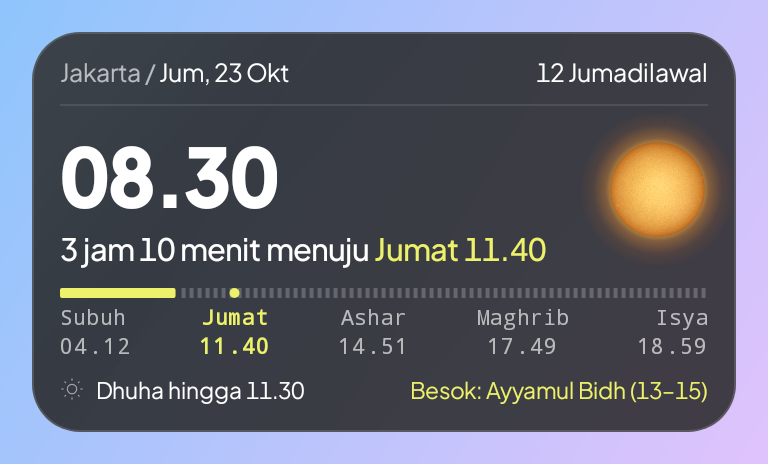 Jakarta / Jum, 23 Okt
12 Jumadilawal
08.30
3 jam 10 menit menuju Jumat 11.40
Subuh Jumat Ashar Maghrib Isya
04.12 11.40 14.51 17.49 18.59
Dhuha hingga 11.30
Besok: Ayyamul Bidh (13–15)